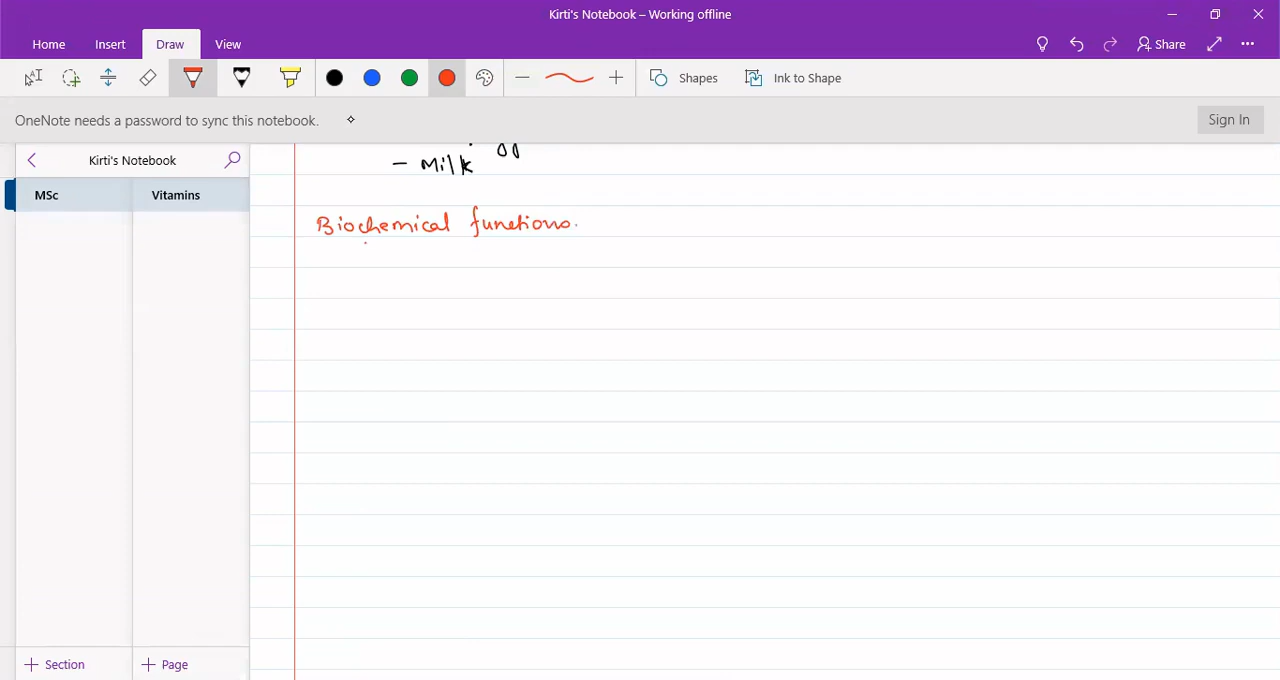 Kirti's Notebook – Working offline
Home Insert Draw View Share
Shapes Ink to Shape
OneNote needs a password to sync this notebook. Sign In
Kirti's Notebook
MSc Vitamins
- Milk
Biochemical functions.
+ Section + Page